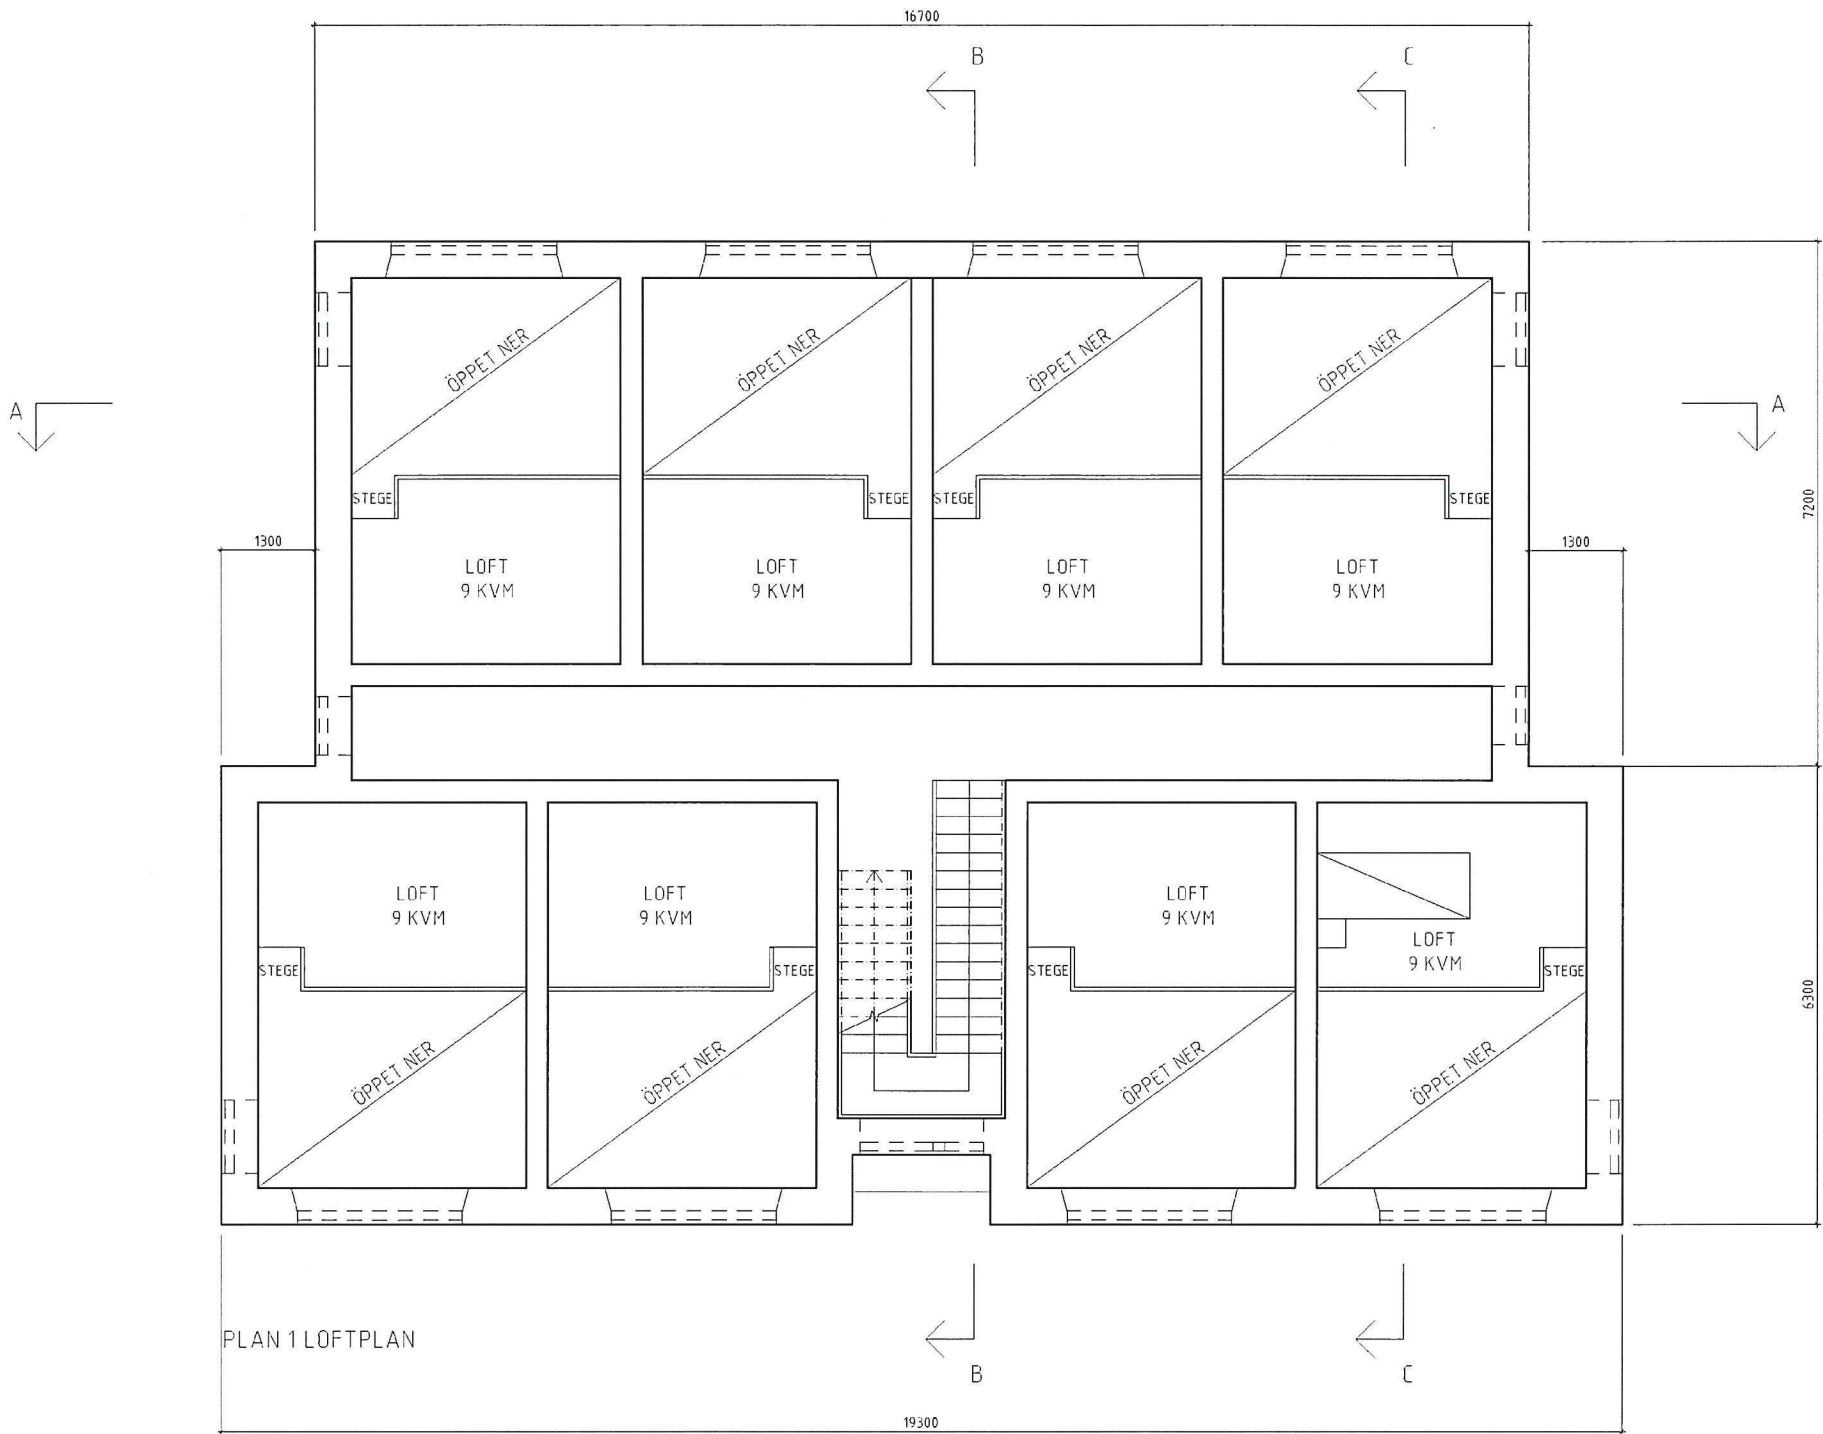 16700
B
C
ÖPPET NER
ÖPPET NER
ÖPPET NER
ÖPPET NER
A
A
STEGE
STEGE
STEGE
STEGE
7200
1300
1300
LOFT
9 KVM
LOFT
9 KVM
LOFT
9 KVM
LOFT
9 KVM
LOFT
9 KVM
LOFT
9 KVM
LOFT
9 KVM
LOFT
9 KVM
STEGE
STEGE
STEGE
STEGE
6300
ÖPPET NER
ÖPPET NER
ÖPPET NER
ÖPPET NER
PLAN 1 LOFTPLAN
B
C
19300